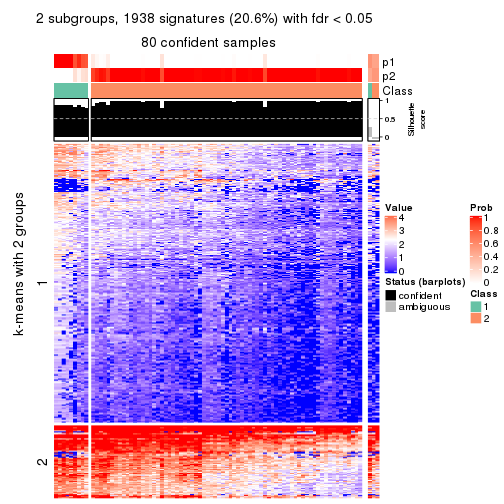 2 subgroups, 1938 signatures (20.6%) with fdr < 0.05
80 confident samples
p1
p2
Class
1
0.5
0
Silhouette
score
k-means with 2 groups
1
2
Value
4
3
2
1
0
Status (barplots)
confident
ambiguous
Prob
1
0.8
0.6
0.4
0.2
0
Class
1
2